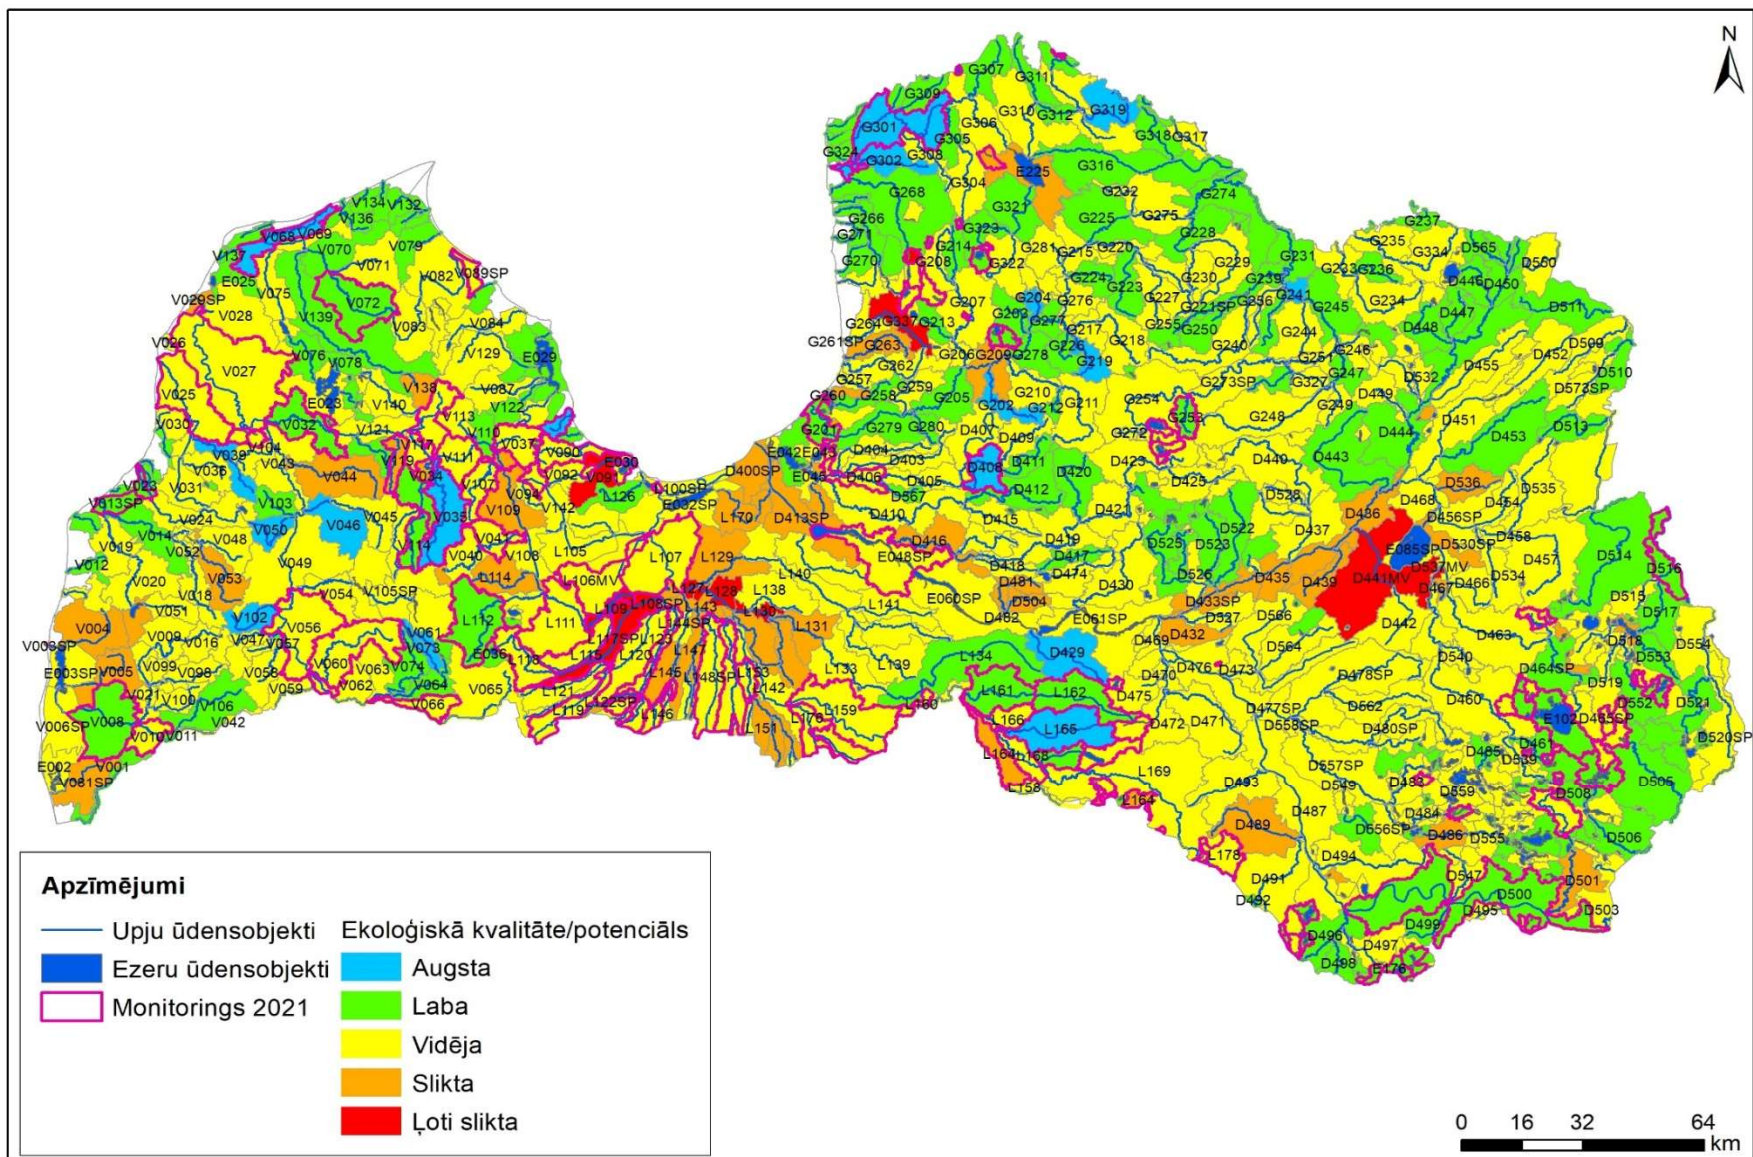 N
G307
G311
G309
G310
G319
G312
G301
G306
G305
G318
G317
G324
G308
G302
E225
G316
G304
G268
G232
G274
G321
V134
V132
V136
G266
G225
G275
G237
V069
V068
G323
G271
G228
G235
V070
V079
G214
G281
G215
G220
G334
D565
V137
G270
G208
G322
G231
G229
G233
G236
D550
V071
V082
V089SP
E025
G224
G230
G239
D446
D450
V075
V072
G223
G241
V029SP
G207
G204
G276
G227
G256
G245
G234
D511
V028
V139
G203
G221SP
D447
V083
V084
G264
G337
G213
G277
G217
G255
G250
G244
D448
V026
G261SP
G263
G226
G218
G240
G246
D509
V076
V078
V129
E029
G206
G209
G278
G219
G251
D452
V027
G262
G247
D532
D455
D510
V138
G257
G259
G273SP
G327
D573SP
V025
E023
V140
V087
G260
G258
G205
G202
G210
G212
G211
G254
D449
V122
G249
V113
G253
G248
D451
V030
V032
V121
V110
G201
G279
G280
D407
D409
G272
D444
D453
D513
V104
V117
V037
V039
V043
V119
V111
V090
E030
E042
E043
D404
D403
D411
D423
D440
D443
V036
V044
V034
V107
V092
V091
D400SP
E045
D406
D405
D408
D420
D425
D536
V023
V031
V094
L126
L100SP
D412
D535
V013SP
V103
V035
V109
V142
E032SP
D567
D421
D528
D468
D454
V024
V046
V045
L170
D413SP
D410
D415
D522
D436
D456SP
V014
V050
V041
D416
D419
D525
D523
D437
E085SP
D530SP
D458
V019
V052
V048
V114
V040
V108
L105
L107
L129
E048SP
D417
D457
D514
V012
V049
L140
D418
D474
D526
D435
D439
D441MV
D537MV
D516
V053
L114
L106MV
D481
D430
D466
D534
V020
V018
V054
V105SP
L127
L128
L138
D504
D433SP
D467
D515
V051
V102
L109
L108SP
L143
L130
L141
E060SP
D482
E061SP
D527
D566
D442
D517
V004
V056
V061
L112
L111
L144SP
L131
D432
D463
D518
D554
V009
V016
V047
V057
V073
L117SP
L123
D469
D564
V003SP
E036
L118
L115
L120
L147
D429
D540
D553
V099
V060
V063
V074
L134
D476
D473
D464SP
E003SP
V005
V098
V058
L145
L148SP
L153
L133
L139
D470
D478SP
D519
V021
V100
V059
V062
V064
V065
L121
L142
L161
L162
D475
D460
D552
D521
V106
V066
L119
L122SP
L146
L159
L160
D477SP
D562
E102
D465SP
V006SP
V008
V042
L151
L176
L166
L165
D472
D471
D558SP
D480SP
D520SP
V010
V011
D485
D461
D539
E002
V001
L168
L169
D557SP
D505
V081SP
L158
D493
D549
D483
D559
D508
L164
D487
D484
D489
D556SP
D486
D555
D506
L178
D494
D491
D547
D501
D492
D500
D495
D503
D496
D499
D497
D498
E176
Apzīmējumi
Upju ūdensobjekti
Ezeru ūdensobjekti
Monitorings 2021
Ekoloģiskā kvalitāte/potenciāls
Augsta
Laba
Vidēja
Slikta
Ļoti slikta
0 16 32 64
km